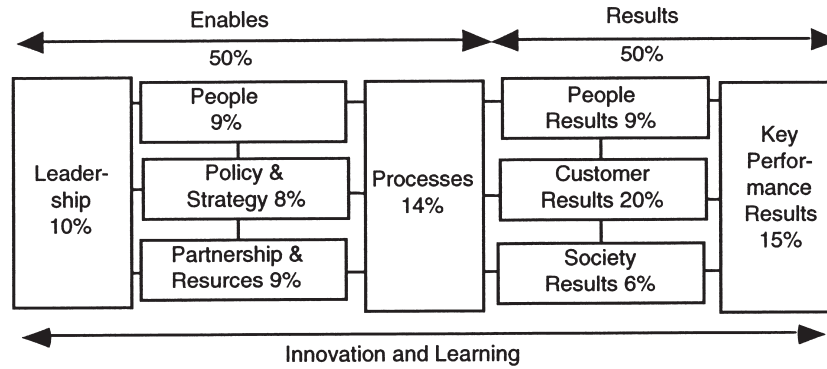 Enables
Results
50%
50%
Leader-
ship
10%
People
9%
Policy &
Strategy 8%
Partnership &
Resurces 9%
Processes
14%
People
Results 9%
Customer
Results 20%
Society
Results 6%
Key
Perfor-
mance
Results
15%
Innovation and Learning